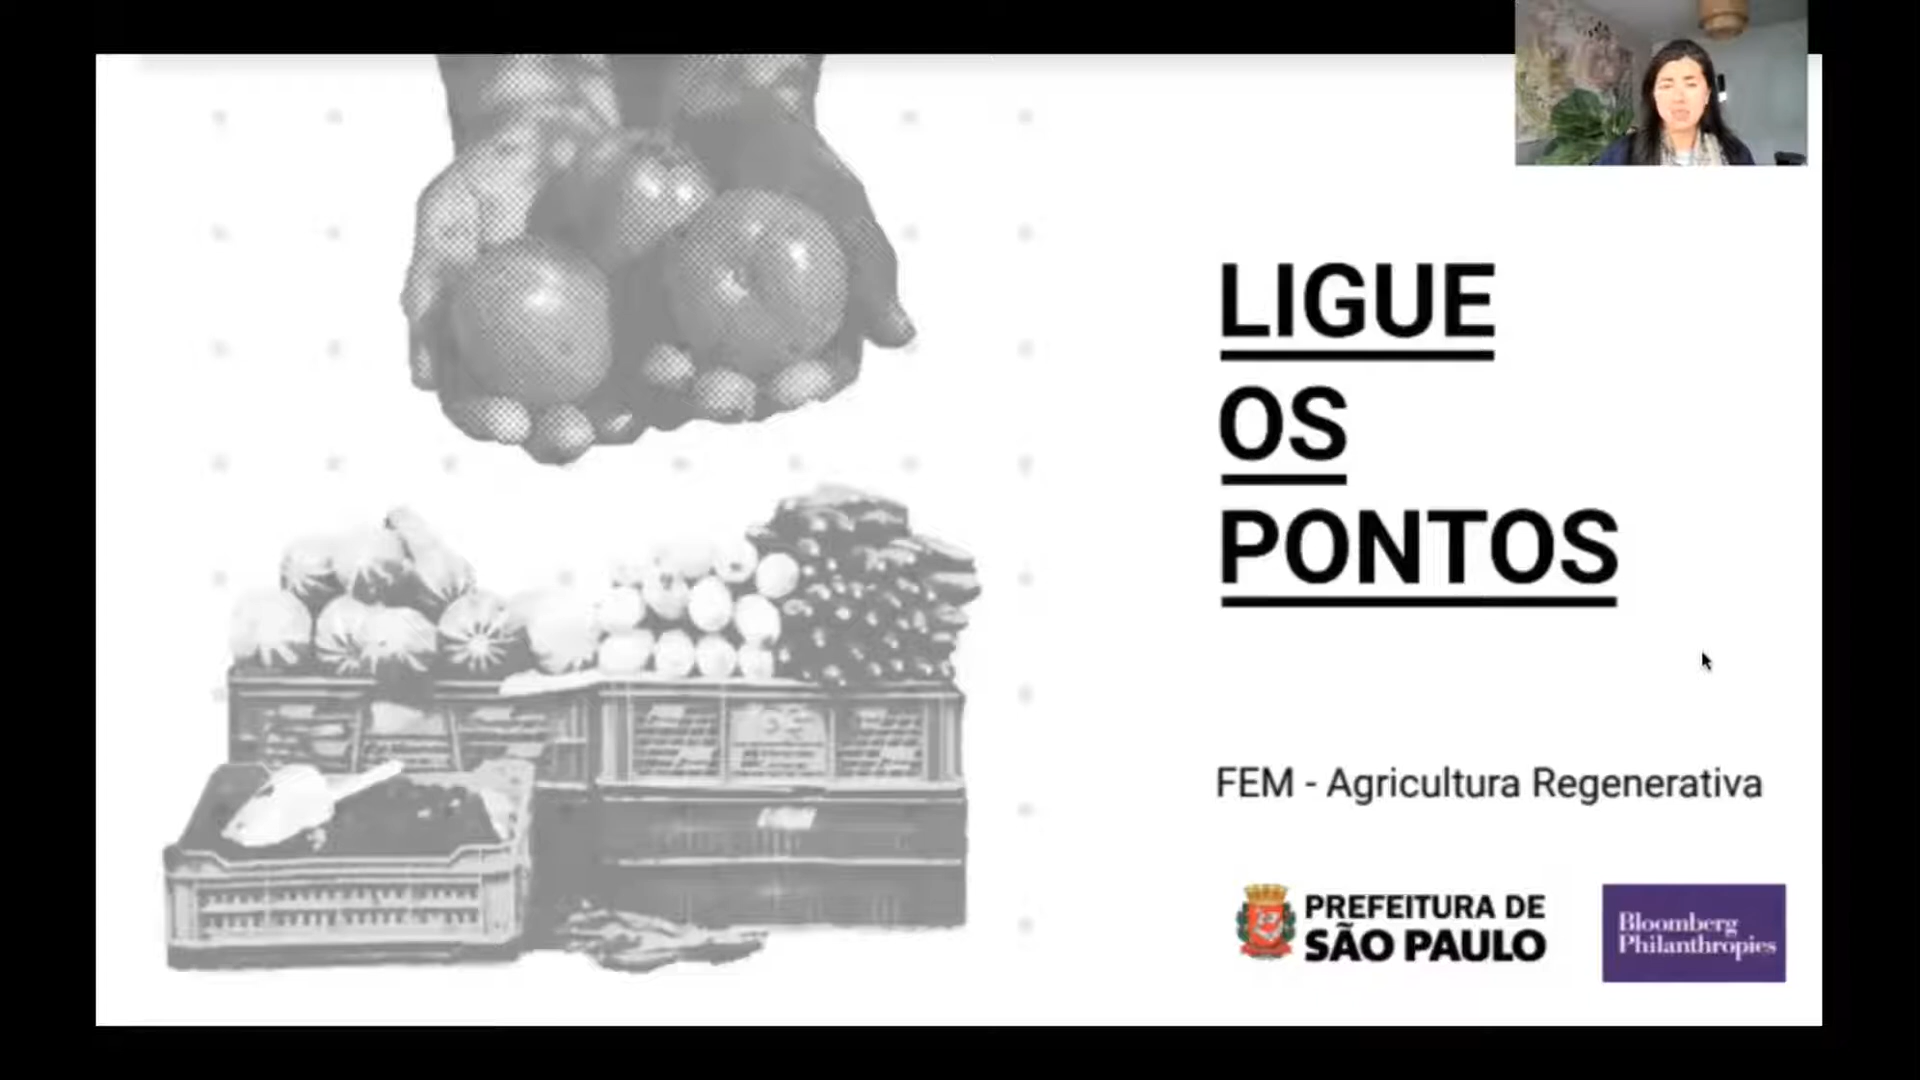 LIGUE
OS
PONTOS
FEM - Agricultura Regenerativa
PREFEITURA DE
SÃO PAULO
Bloomberg
Philanthropies